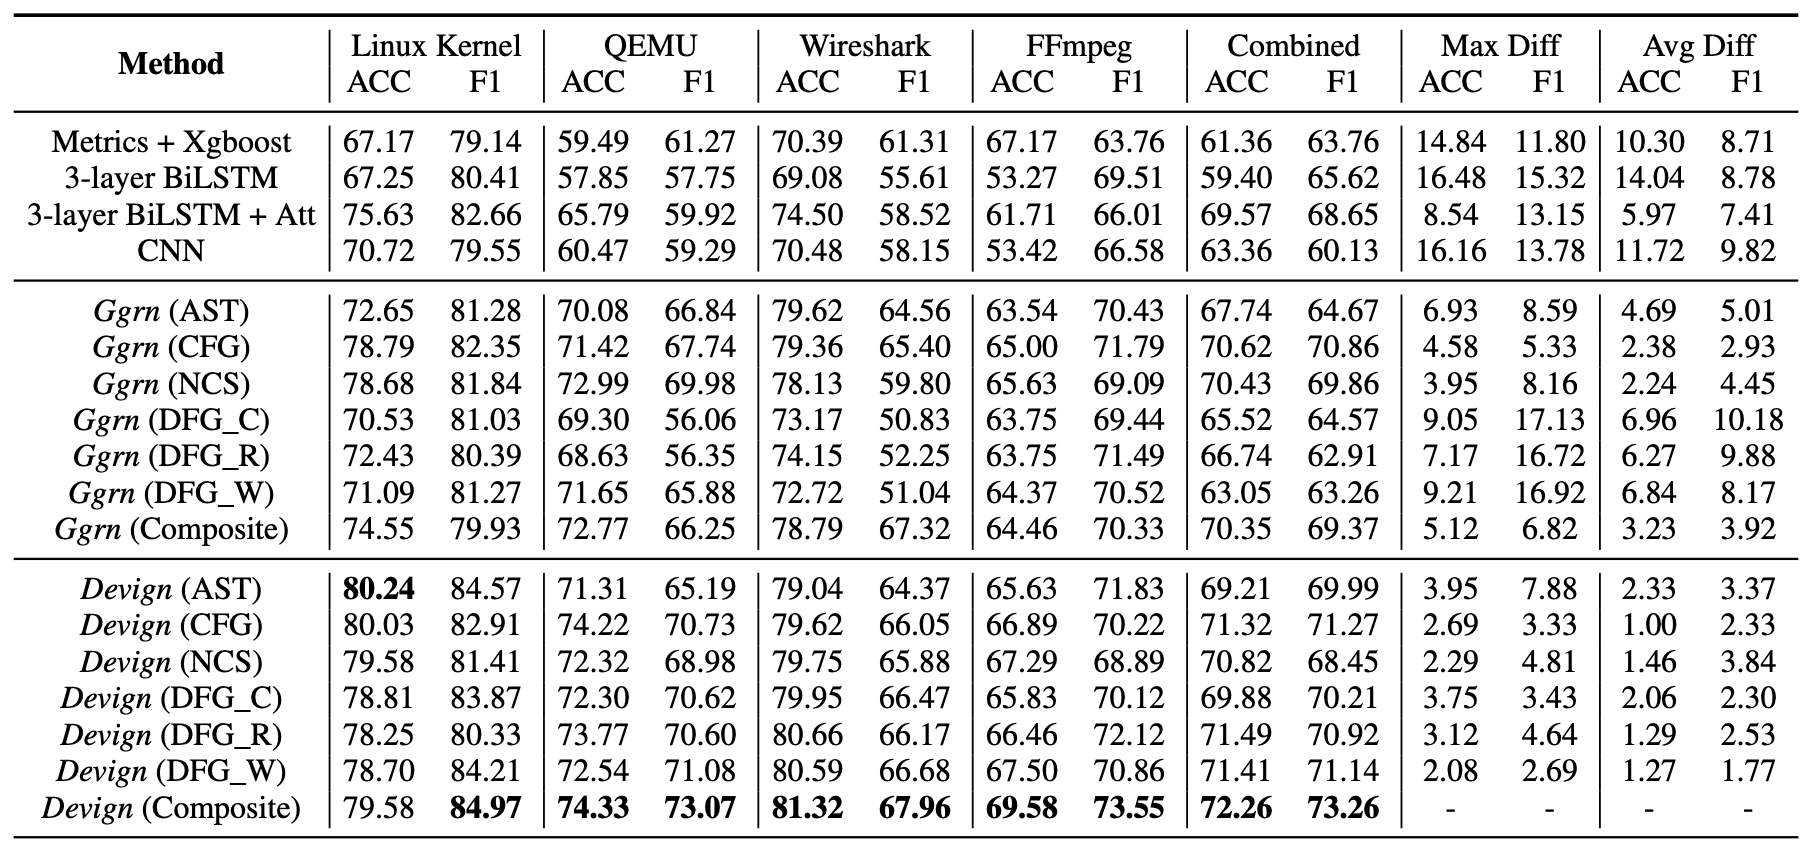 Method Linux Kernel QEMU Wireshark FFmpeg Combined Max Diff Avg Diff
ACC F1 ACC F1 ACC F1 ACC F1 ACC F1 ACC F1 ACC F1
Metrics + Xgboost 67.17 79.14 59.49 61.27 70.39 61.31 67.17 63.76 61.36 63.76 14.84 11.80 10.30 8.71
3-layer BiLSTM 67.25 80.41 57.85 57.75 69.08 55.61 53.27 69.51 59.40 65.62 16.48 15.32 14.04 8.78
3-layer BiLSTM + Att 75.63 82.66 65.79 59.92 74.50 58.52 61.71 66.01 69.57 68.65 8.54 13.15 5.97 7.41
CNN 70.72 79.55 60.47 59.29 70.48 58.15 53.42 66.58 63.36 60.13 16.16 13.78 11.72 9.82
Ggrn (AST) 72.65 81.28 70.08 66.84 79.62 64.56 63.54 70.43 67.74 64.67 6.93 8.59 4.69 5.01
Ggrn (CFG) 78.79 82.35 71.42 67.74 79.36 65.40 65.00 71.79 70.62 70.86 4.58 5.33 2.38 2.93
Ggrn (NCS) 78.68 81.84 72.99 69.98 78.13 59.80 65.63 69.09 70.43 69.86 3.95 8.16 2.24 4.45
Ggrn (DFG_C) 70.53 81.03 69.30 56.06 73.17 50.83 63.75 69.44 65.52 64.57 9.05 17.13 6.96 10.18
Ggrn (DFG_R) 72.43 80.39 68.63 56.35 74.15 52.25 63.75 71.49 66.74 62.91 7.17 16.72 6.27 9.88
Ggrn (DFG_W) 71.09 81.27 71.65 65.88 72.72 51.04 64.37 70.52 63.05 63.26 9.21 16.92 6.84 8.17
Ggrn (Composite) 74.55 79.93 72.77 66.25 78.79 67.32 64.46 70.33 70.35 69.37 5.12 6.82 3.23 3.92
Devign (AST) 80.24 84.57 71.31 65.19 79.04 64.37 65.63 71.83 69.21 69.99 3.95 7.88 2.33 3.37
Devign (CFG) 80.03 82.91 74.22 70.73 79.62 66.05 66.89 70.22 71.32 71.27 2.69 3.33 1.00 2.33
Devign (NCS) 79.58 81.41 72.32 68.98 79.75 65.88 67.29 68.89 70.82 68.45 2.29 4.81 1.46 3.84
Devign (DFG_C) 78.81 83.87 72.30 70.62 79.95 66.47 65.83 70.12 69.88 70.21 3.75 3.43 2.06 2.30
Devign (DFG_R) 78.25 80.33 73.77 70.60 80.66 66.17 66.46 72.12 71.49 70.92 3.12 4.64 1.29 2.53
Devign (DFG_W) 78.70 84.21 72.54 71.08 80.59 66.68 67.50 70.86 71.41 71.14 2.08 2.69 1.27 1.77
Devign (Composite) 79.58 84.97 74.33 73.07 81.32 67.96 69.58 73.55 72.26 73.26 - - - -